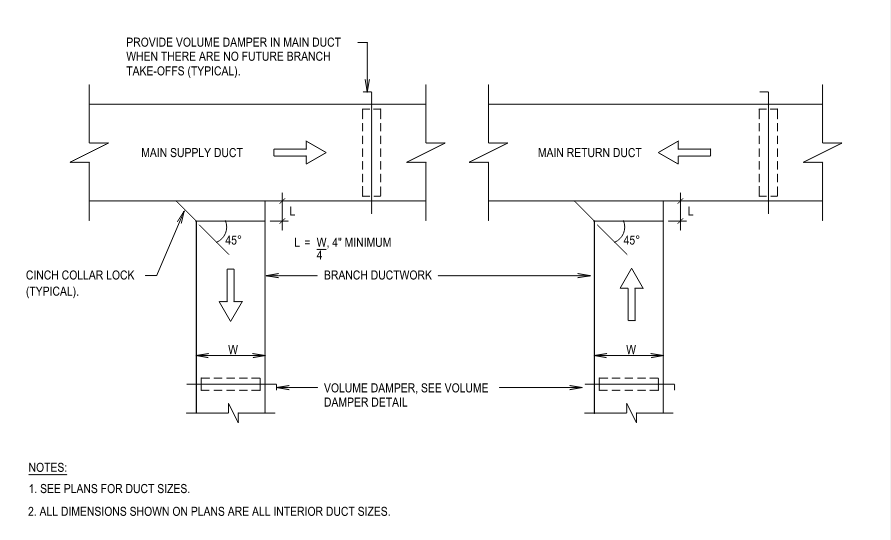 PROVIDE VOLUME DAMPER IN MAIN DUCT
WHEN THERE ARE NO FUTURE BRANCH
TAKE-OFFS (TYPICAL).
MAIN SUPPLY DUCT
MAIN RETURN DUCT
L
L
45°
45°
L = W/4, 4" MINIMUM
CINCH COLLAR LOCK
(TYPICAL).
BRANCH DUCTWORK
W
W
VOLUME DAMPER, SEE VOLUME
DAMPER DETAIL
NOTES:
1. SEE PLANS FOR DUCT SIZES.
2. ALL DIMENSIONS SHOWN ON PLANS ARE ALL INTERIOR DUCT SIZES.